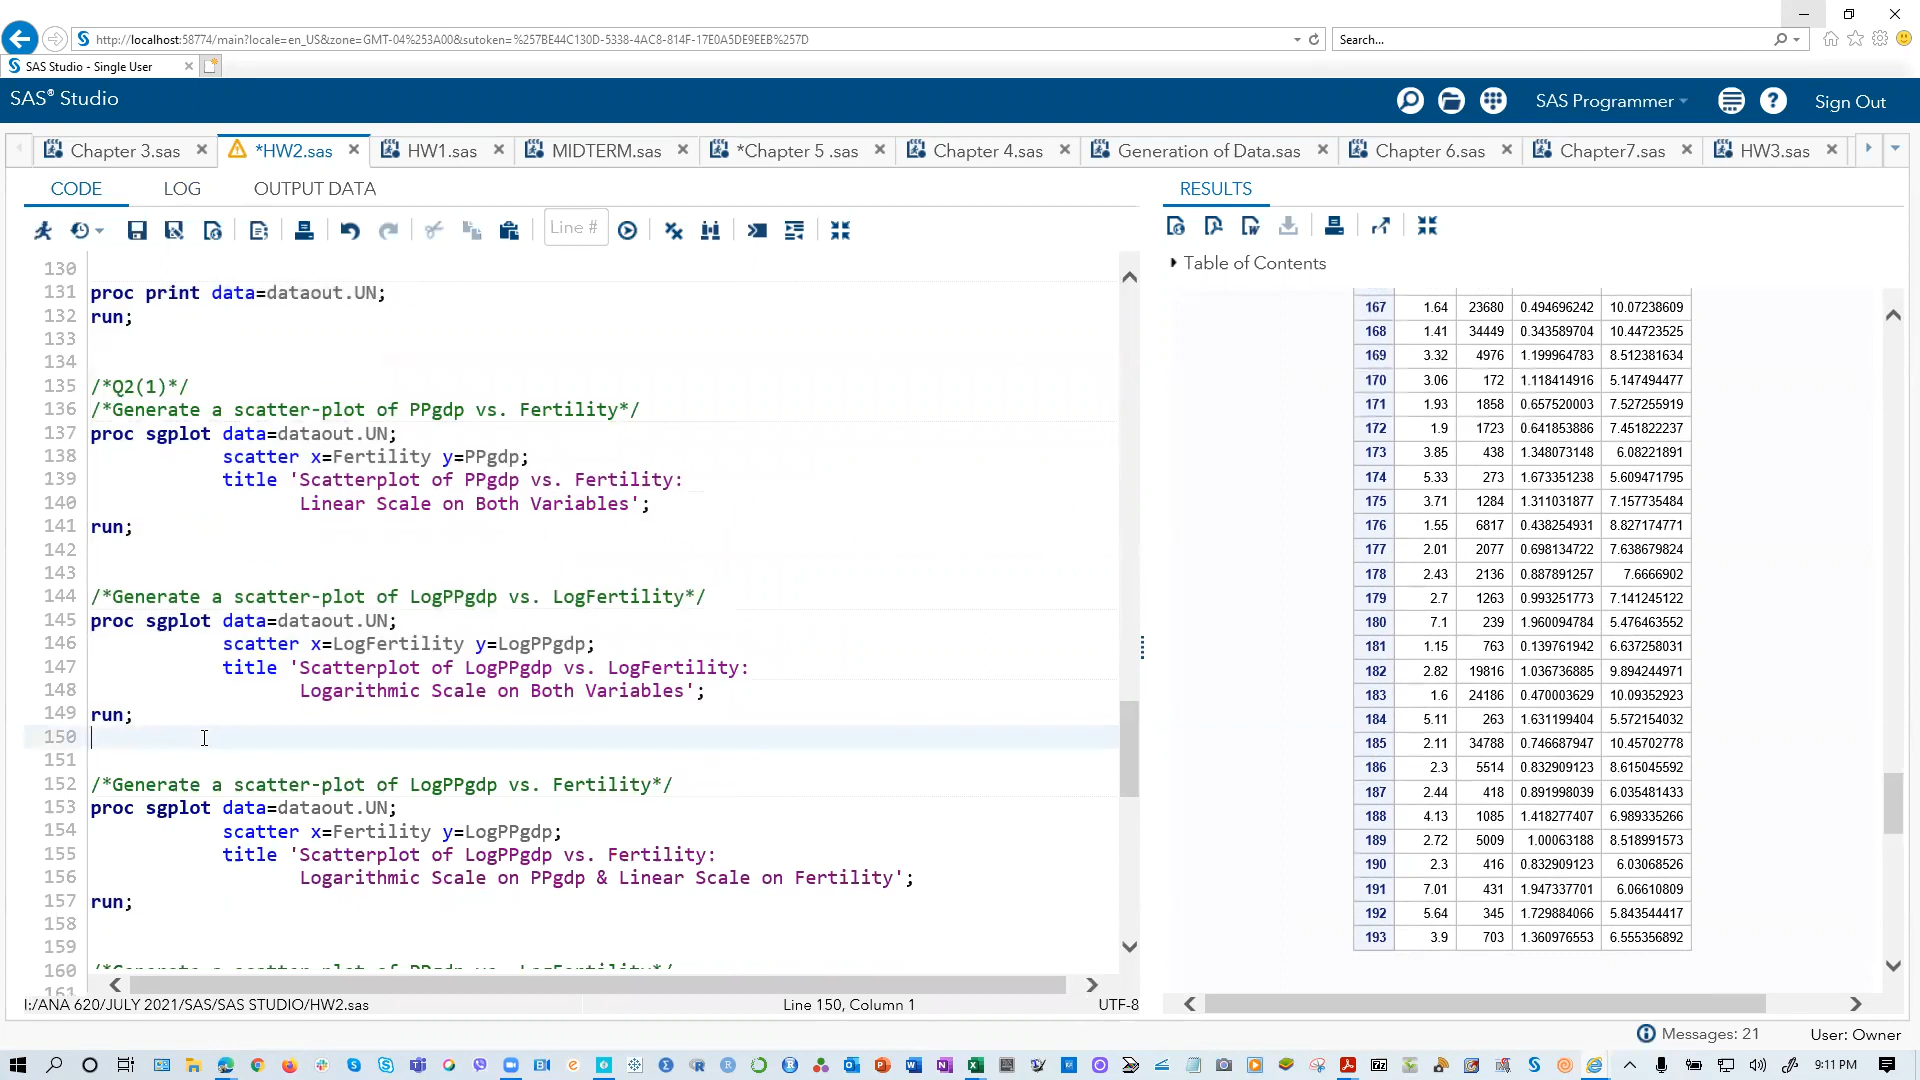 http://localhost:58774/main?locale=en_US&zone=GMT-04%253A00&sutoken=%257BE44C130D-5338-4AC8-814F-17E0A5DE9EEB%257D
Search...
SAS Studio - Single User
SAS® Studio
SAS Programmer
Sign Out
Chapter 3.sas
*HW2.sas
HW1.sas
MIDTERM.sas
*Chapter 5 .sas
Chapter 4.sas
Generation of Data.sas
Chapter 6.sas
Chapter7.sas
HW3.sas
CODE
LOG
OUTPUT DATA
RESULTS
Line #
Table of Contents
130
131 proc print data=dataout.UN;
132 run;
133
134
135 /*Q2(1)*/
136 /*Generate a scatter-plot of PPgdp vs. Fertility*/
137 proc sgplot data=dataout.UN;
138 scatter x=Fertility y=PPgdp;
139 title 'Scatterplot of PPgdp vs. Fertility:
140 Linear Scale on Both Variables';
141 run;
142
143
144 /*Generate a scatter-plot of LogPPgdp vs. LogFertility*/
145 proc sgplot data=dataout.UN;
146 scatter x=LogFertility y=LogPPgdp;
147 title 'Scatterplot of LogPPgdp vs. LogFertility:
148 Logarithmic Scale on Both Variables';
149 run;
150
151
152 /*Generate a scatter-plot of LogPPgdp vs. Fertility*/
153 proc sgplot data=dataout.UN;
154 scatter x=Fertility y=LogPPgdp;
155 title 'Scatterplot of LogPPgdp vs. Fertility:
156 Logarithmic Scale on PPgdp & Linear Scale on Fertility';
157 run;
158
159
160 /*Generate a scatter-plot of PPgdp vs. LogFertility*/
161
167 1.64 23680 0.494696242 10.07238609
168 1.41 34449 0.343589704 10.44723525
169 3.32 4976 1.199964783 8.512381634
170 3.06 172 1.118414916 5.147494477
171 1.93 1858 0.657520003 7.527255919
172 1.9 1723 0.641853886 7.451822237
173 3.85 438 1.348073148 6.08221891
174 5.33 273 1.673351238 5.609471795
175 3.71 1284 1.311031877 7.157735484
176 1.55 6817 0.438254931 8.827174771
177 2.01 2077 0.698134722 7.638679824
178 2.43 2136 0.887891257 7.6666902
179 2.7 1263 0.993251773 7.141245122
180 7.1 239 1.960094784 5.476463552
181 1.15 763 0.139761942 6.637258031
182 2.82 19816 1.036736885 9.894244971
183 1.6 24186 0.470003629 10.09352923
184 5.11 263 1.631199404 5.572154032
185 2.11 34788 0.746687947 10.45702778
186 2.3 5514 0.832909123 8.615045592
187 2.44 418 0.891998039 6.035481433
188 4.13 1085 1.418277407 6.989335266
189 2.72 5009 1.00063188 8.518991573
190 2.3 416 0.832909123 6.03068526
191 7.01 431 1.947337701 6.06610809
192 5.64 345 1.729884066 5.843544417
193 3.9 703 1.360976553 6.555356892
I:/ANA 620/JULY 2021/SAS/SAS STUDIO/HW2.sas
Line 150, Column 1
UTF-8
Messages: 21
User: Owner
9:11 PM